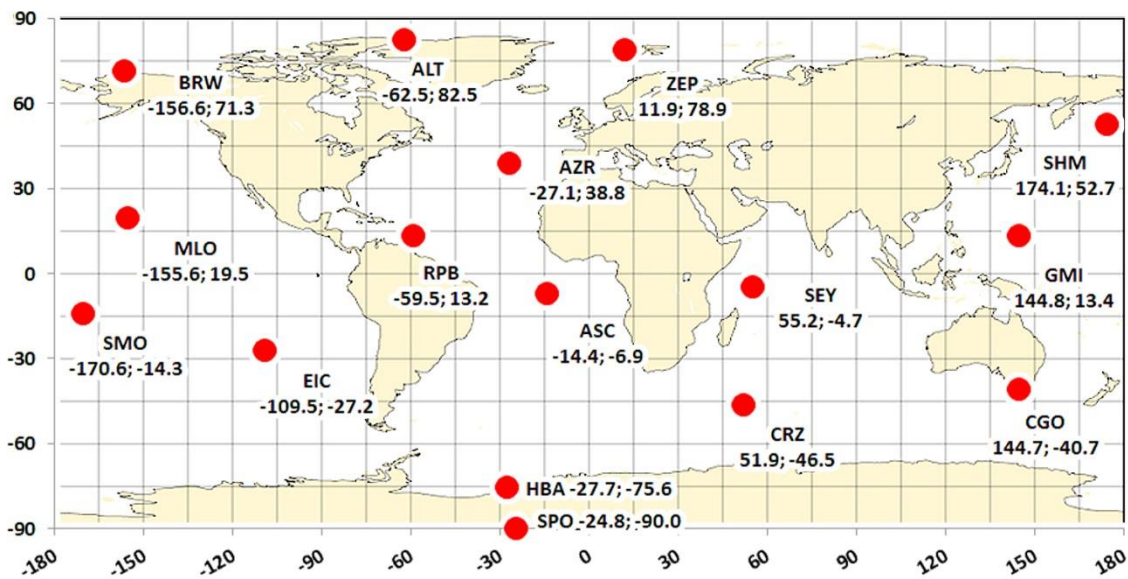 90
60
30
0
-30
-60
-90
BRW
-156.6; 71.3
ALT
-62.5; 82.5
ZEP
11.9; 78.9
AZR
-27.1; 38.8
SHM
174.1; 52.7
MLO
-155.6; 19.5
RPB
-59.5; 13.2
GMI
144.8; 13.4
SEY
55.2; -4.7
ASC
-14.4; -6.9
SMO
-170.6; -14.3
EIC
-109.5; -27.2
CGO
144.7; -40.7
CRZ
51.9; -46.5
HBA -27.7; -75.6
SPO -24.8; -90.0
-180 -150 -120 -90 -60 -30 0 30 60 90 120 150 180